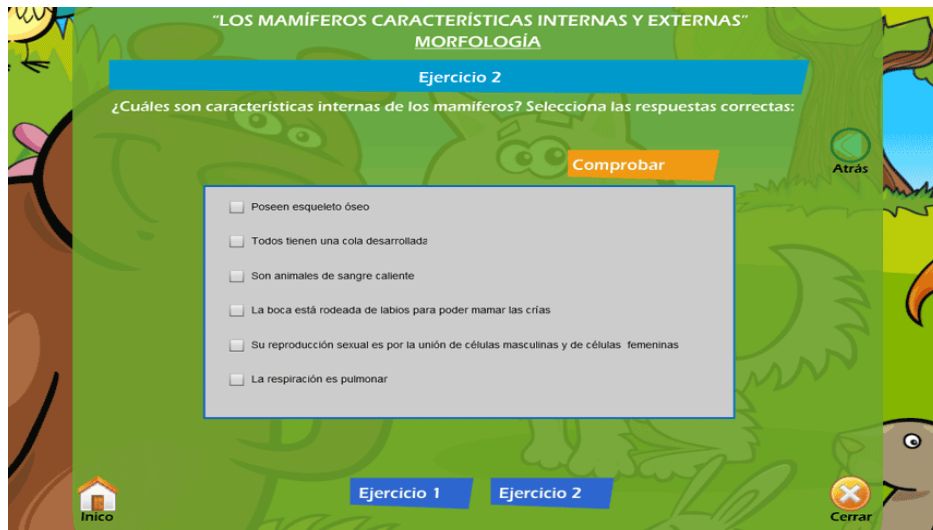 "LOS MAMÍFEROS CARACTERÍSTICAS INTERNAS Y EXTERNAS"
MORFOLOGÍA
Ejercicio 2
¿Cuáles son características internas de los mamíferos? Selecciona las respuestas correctas:
Comprobar
Atrás
Poseen esqueleto óseo
Todos tienen una cola desarrollada
Son animales de sangre caliente
La boca está rodeada de labios para poder mamar las crías
Su reproducción sexual es por la unión de células masculinas y de células femeninas
La respiración es pulmonar
Ejercicio 1
Ejercicio 2
Inico
Cerrar